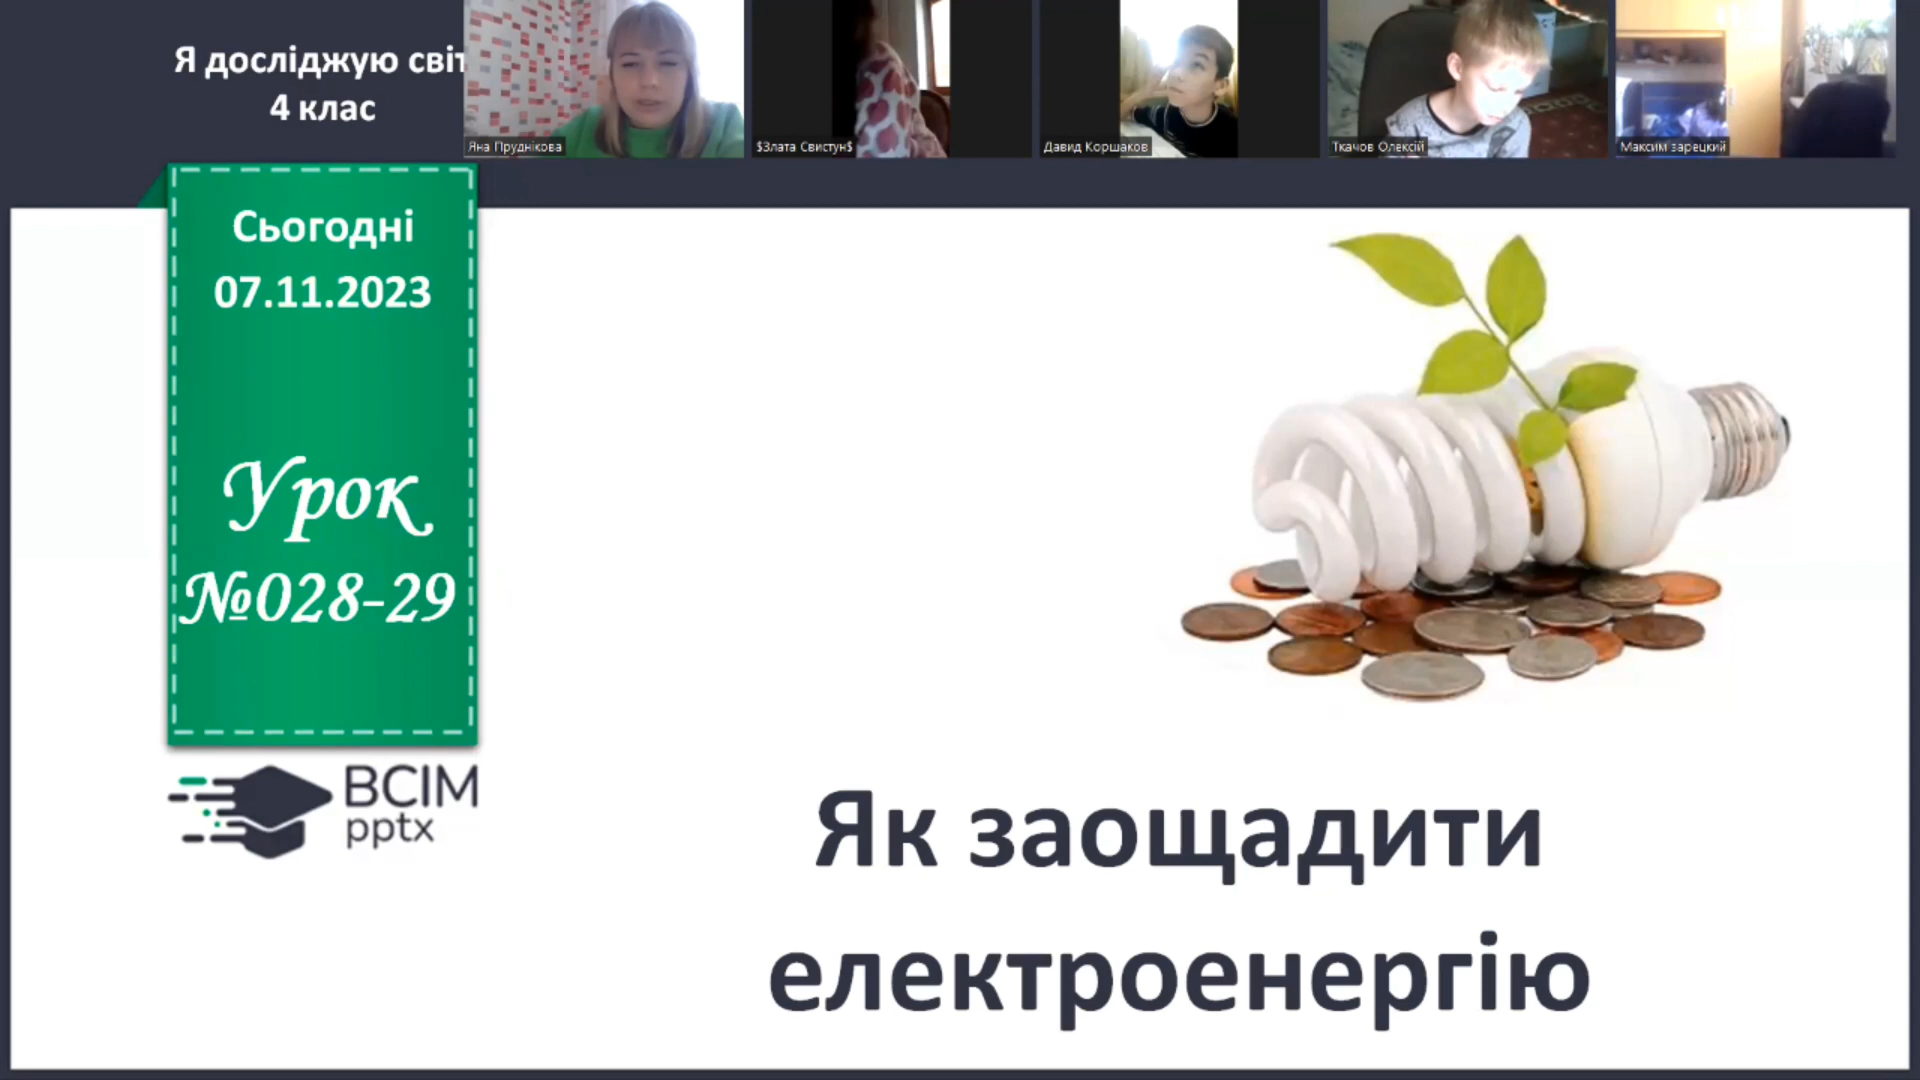 Я досліджую світ
4 клас
Яна Пруднікова
$Злата Свистун$
Давид Коршаков
Ткачов Олексій
Максим зарецкий
Сьогодні
07.11.2023
Урок
№028-29
BCIM
pptx
Як заощадити
електроенергію